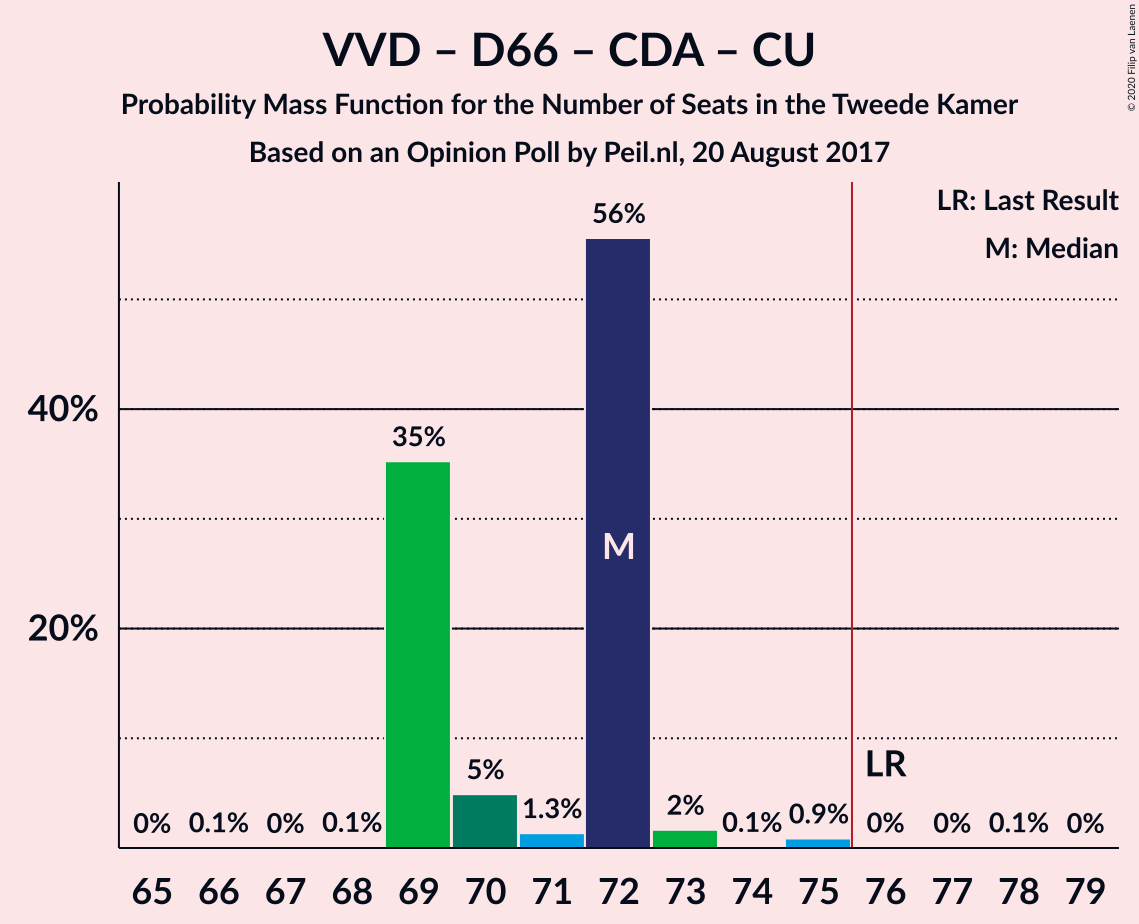 VVD – D66 – CDA – CU
Probability Mass Function for the Number of Seats in the Tweede Kamer
Based on an Opinion Poll by Peil.nl, 20 August 2017
© 2020 Filip van Laenen
LR: Last Result
M: Median
56%
40%
35%
M
20%
LR
5%
0% 0.1% 0% 0.1% 1.3% 2% 0.1% 0.9% 0% 0% 0.1% 0%
65 66 67 68 69 70 71 72 73 74 75 76 77 78 79